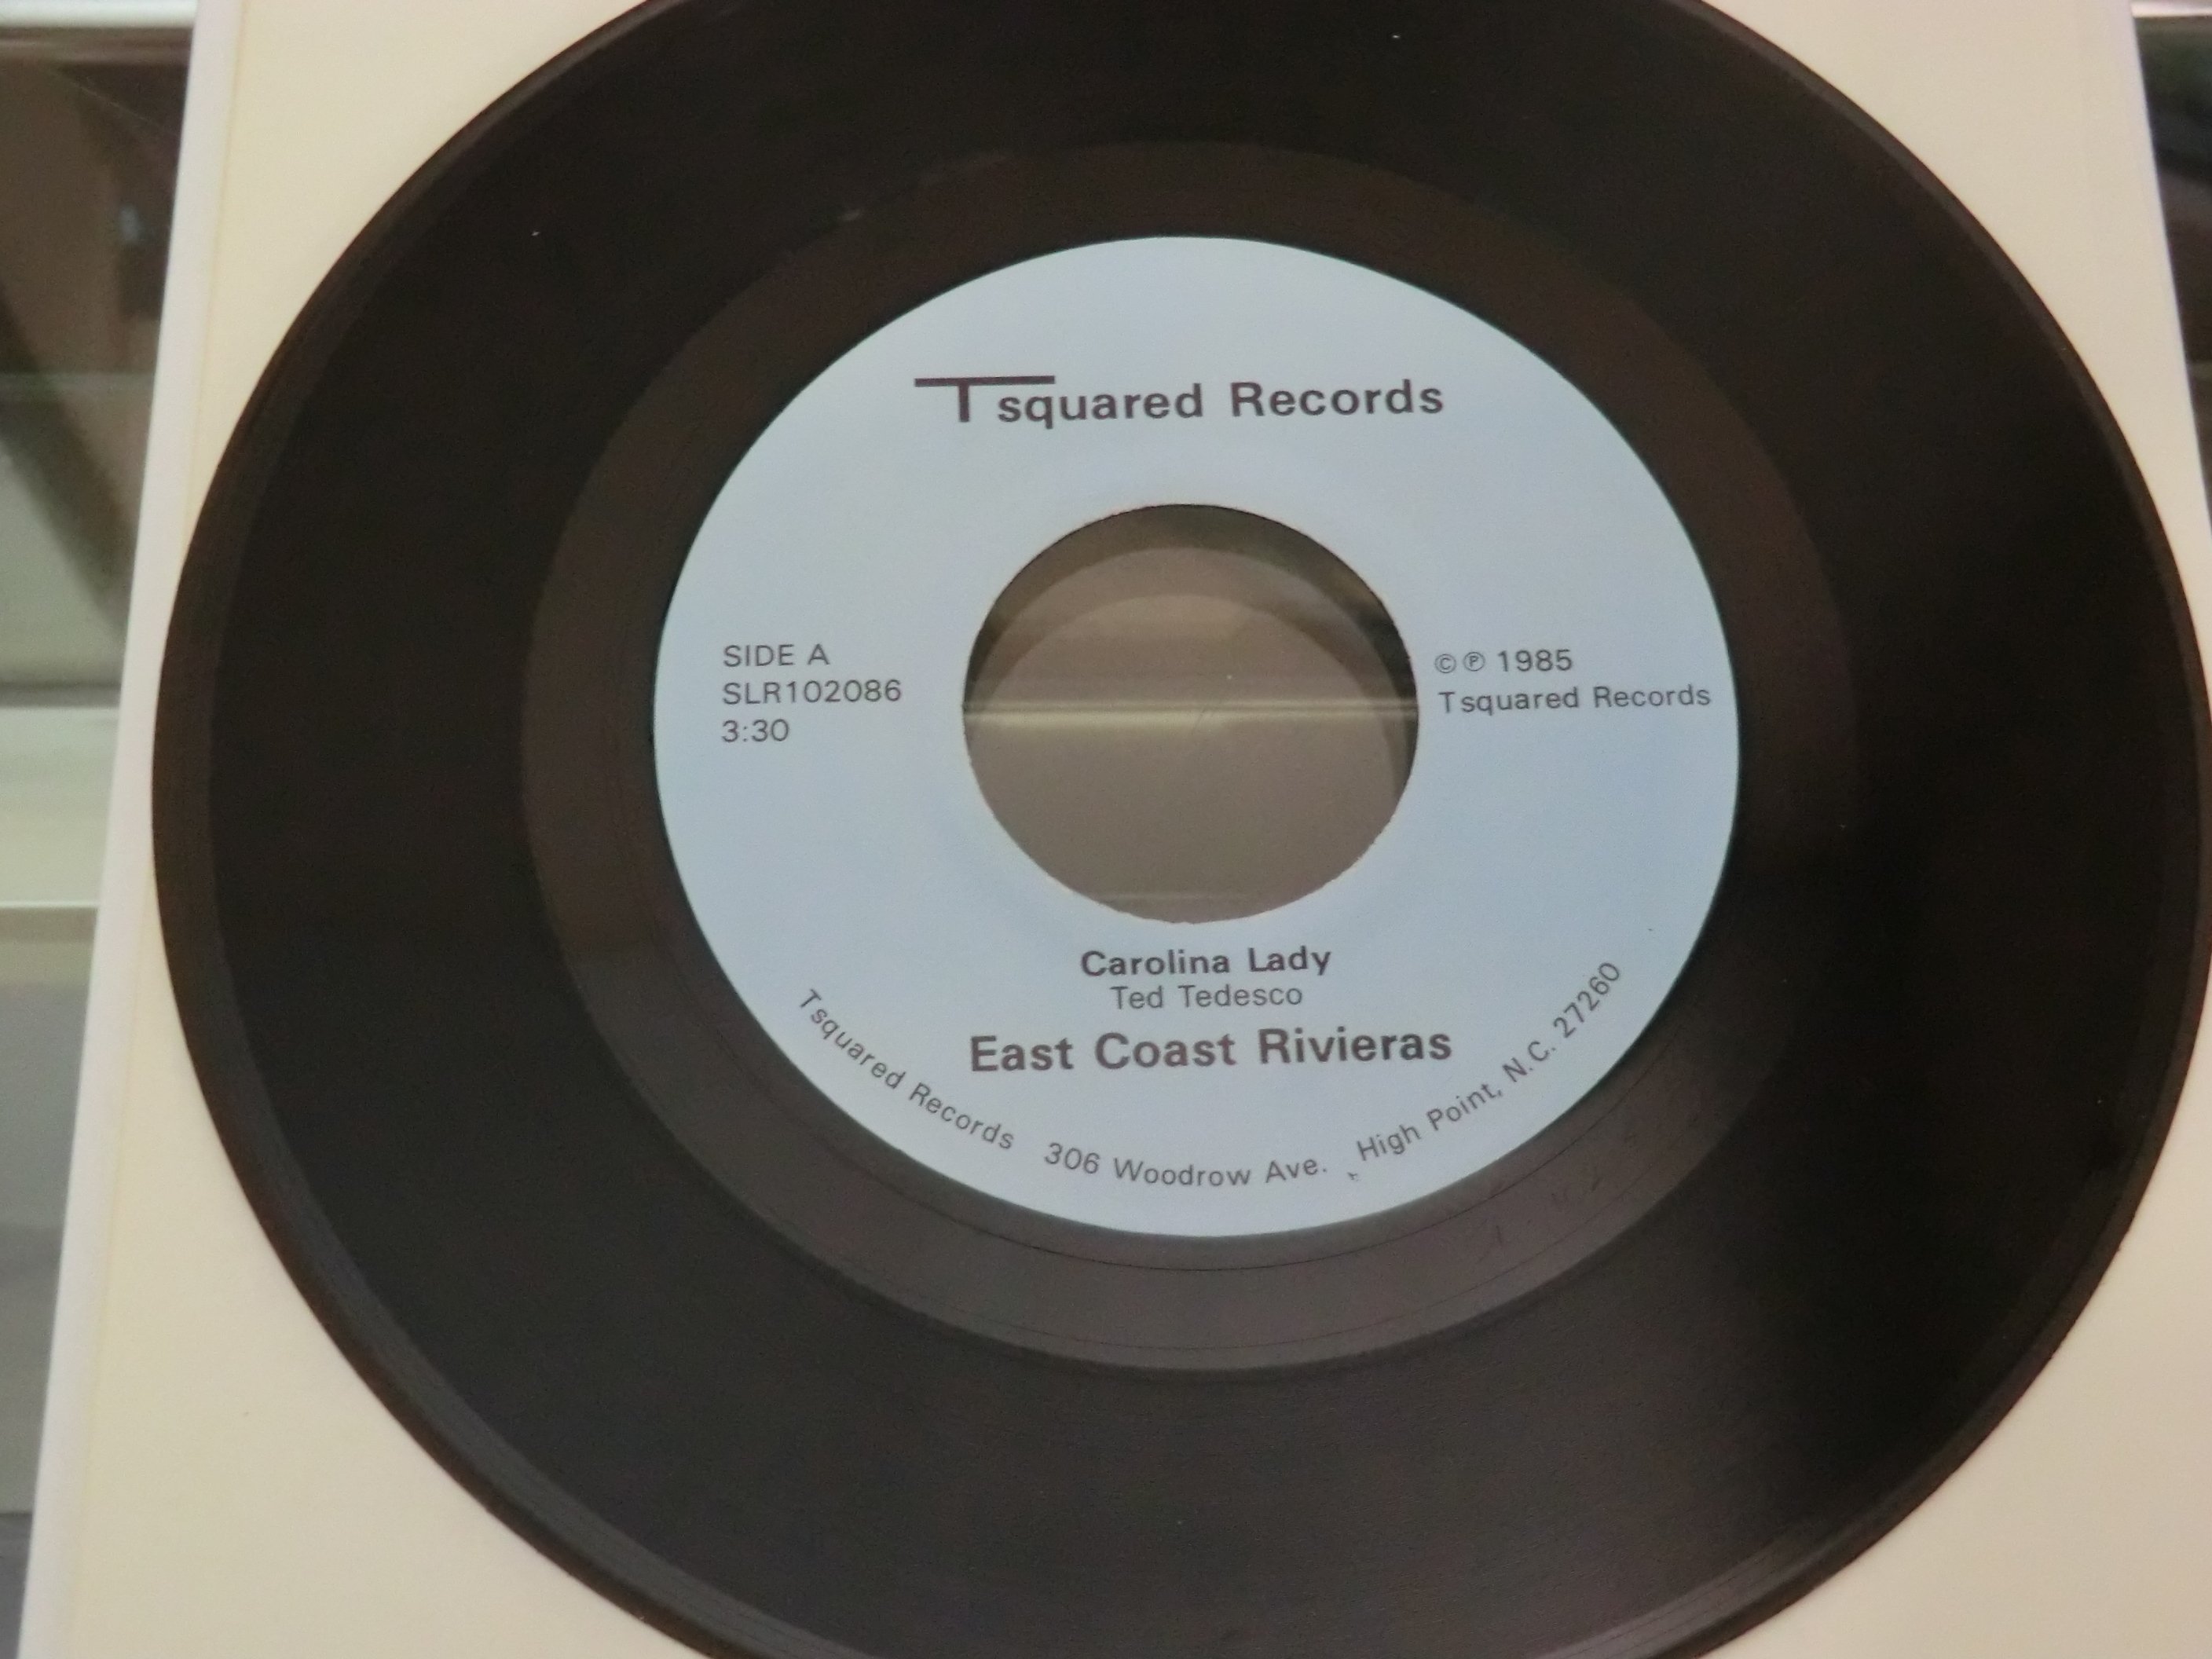 Tsquared Records
SIDE A
SLR102086
3:30
©℗ 1985
Tsquared Records
Carolina Lady
Ted Tedesco
East Coast Rivieras
Tsquared Records 306 Woodrow Ave. High Point, N.C. 27260